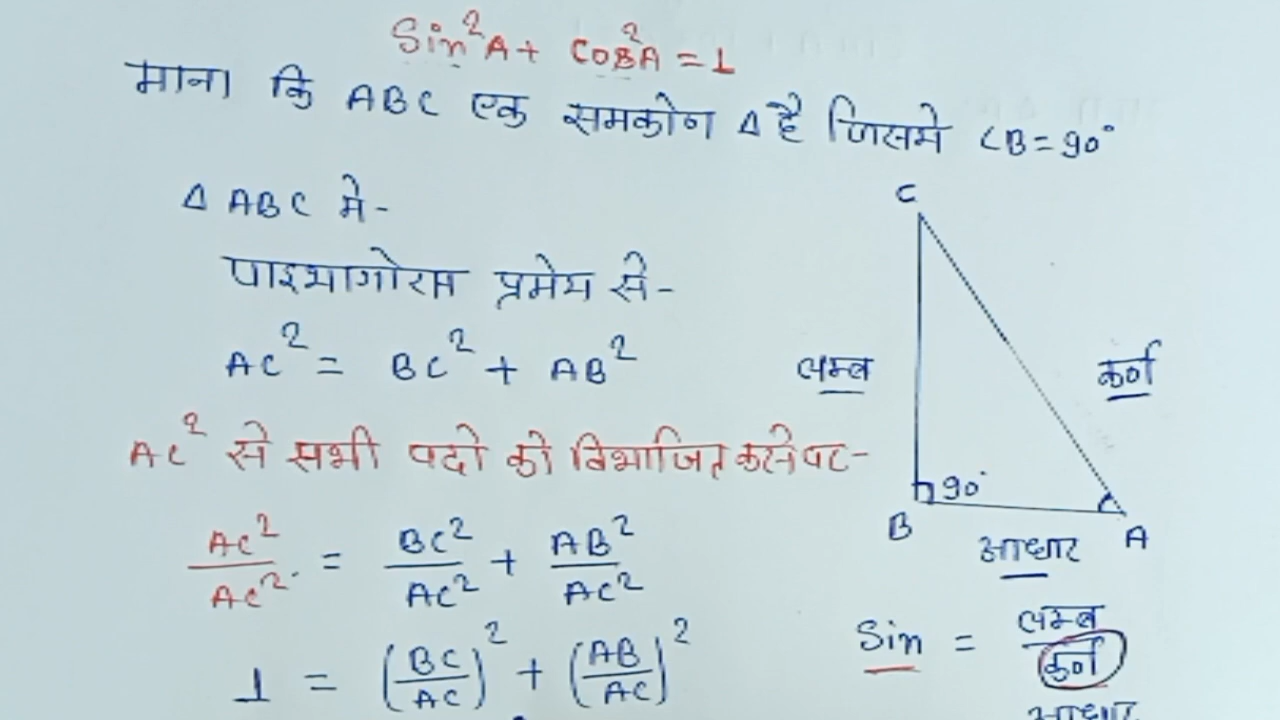 Sin²A + COSA² = 1
माना कि ABC एक समकोण Δ है जिसमे ∠B = 90°
Δ ABC मे-
पाइथागोरस प्रमेय से-
AC² = BC² + AB²
AC² से सभी पदो को विभाजित करने पर-
AC²/AC² = BC²/AC² + AB²/AC²
1 = (BC/AC)² + (AB/AC)²
C
लम्ब
कर्ण
90°
B
आधार
A
Sin = लम्ब/कर्ण
आधार